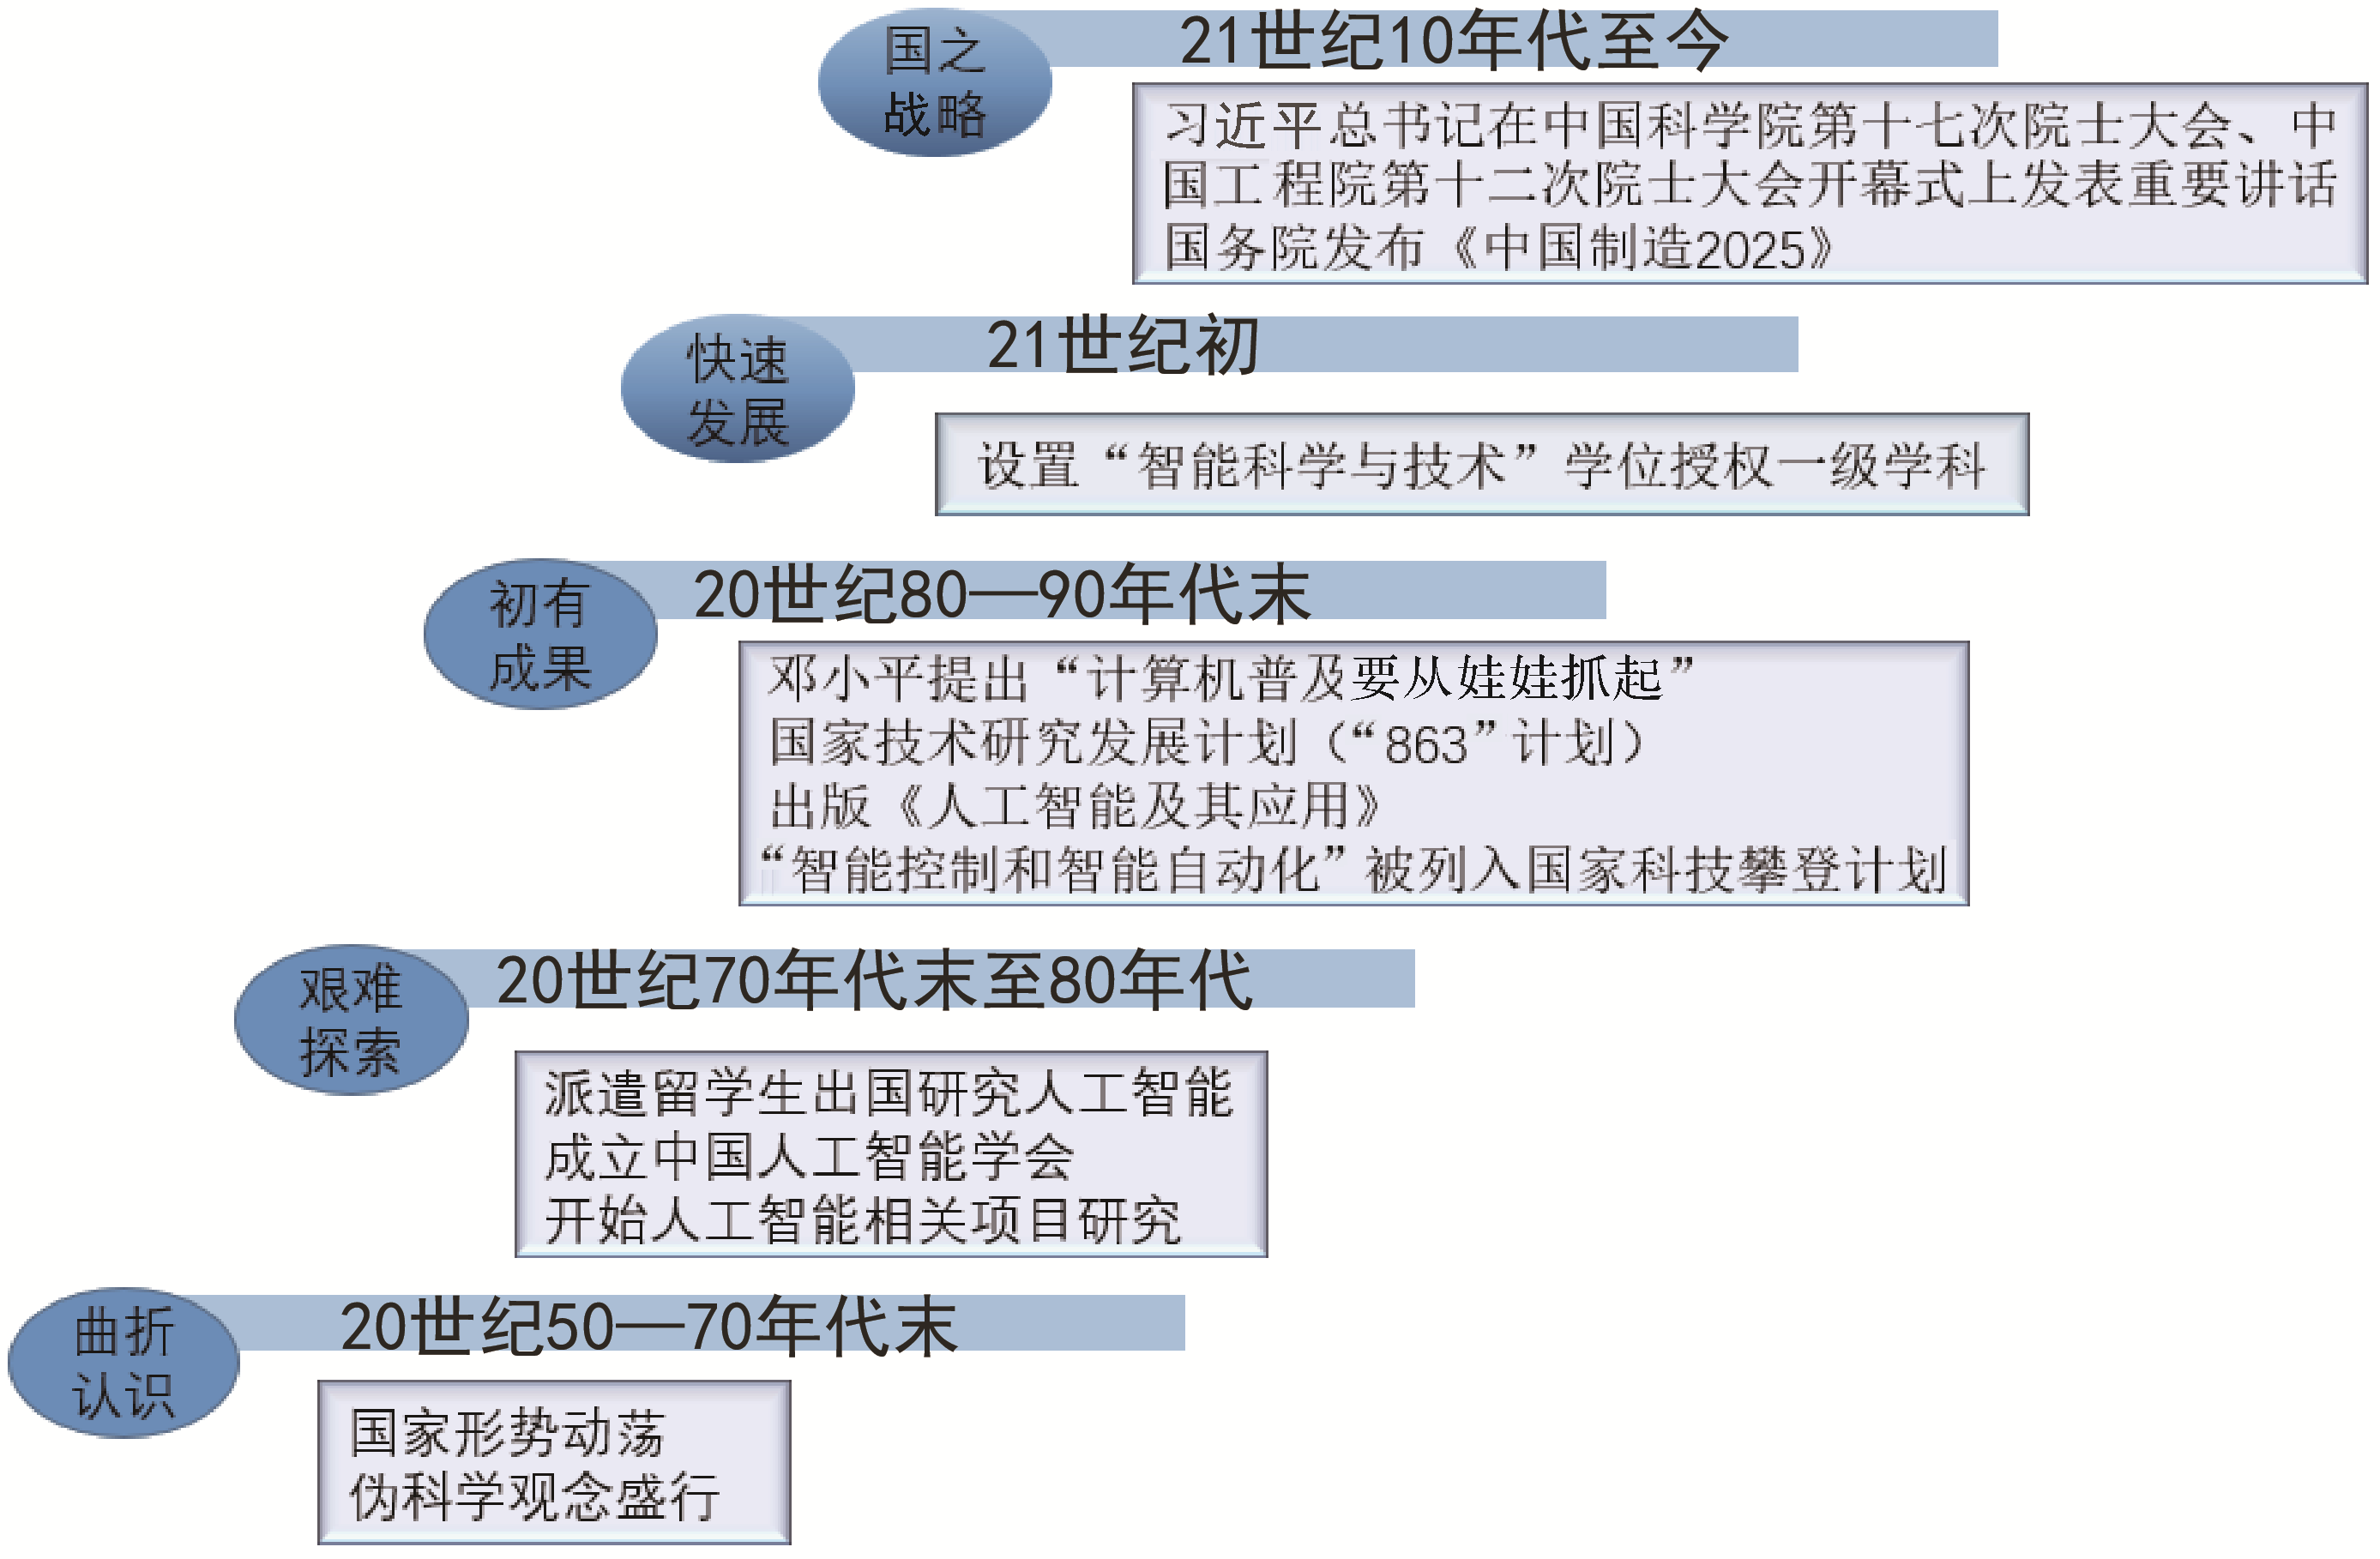 国之
战略
21世纪10年代至今
习近平总书记在中国科学院第十七次院士大会、中
国工程院第十二次院士大会开幕式上发表重要讲话
国务院发布《中国制造2025》
快速
发展
21世纪初
设置“智能科学与技术”学位授权一级学科
初有
成果
20世纪80—90年代末
邓小平提出“计算机普及要从娃娃抓起”
国家技术研究发展计划（“863”计划）
出版《人工智能及其应用》
“智能控制和智能自动化”被列入国家科技攀登计划
艰难
探索
20世纪70年代末至80年代
派遣留学生出国研究人工智能
成立中国人工智能学会
开始人工智能相关项目研究
曲折
认识
20世纪50—70年代末
国家形势动荡
伪科学观念盛行